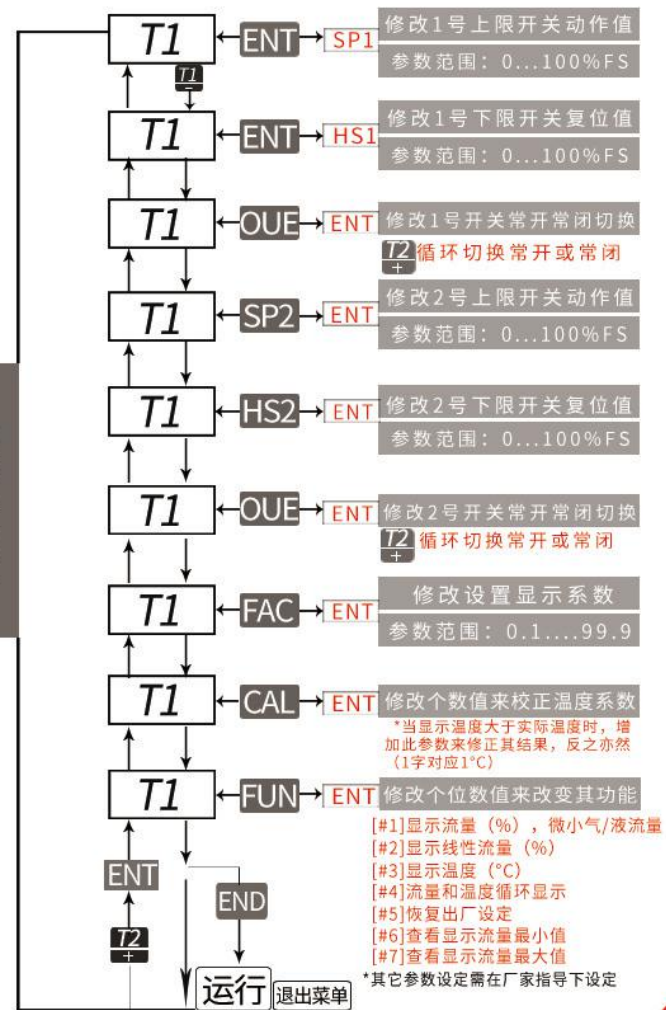 T1 ENT SP1 修改1号上限开关动作值
参数范围：0...100%FS
T1
-
T1 ENT HS1 修改1号下限开关复位值
参数范围：0...100%FS
T1 OUE ENT 修改1号开关常开常闭切换
T2
+
循环切换常开或常闭
T1 SP2 ENT 修改2号上限开关动作值
参数范围：0...100%FS
T1 HS2 ENT 修改2号下限开关复位值
参数范围：0...100%FS
T1 OUE ENT 修改2号开关常开常闭切换
T2
+
循环切换常开或常闭
T1 FAC ENT 修改设置显示系数
参数范围：0.1....99.9
T1 CAL ENT 修改个数值来校正温度系数
*当显示温度大于实际温度时，增
加此参数来修正其结果，反之亦然
（1字对应1°C）
T1 FUN ENT 修改个位数值来改变其功能
[#1]显示流量（%），微小气/液流量
[#2]显示线性流量（%）
[#3]显示温度（°C）
[#4]流量和温度循环显示
[#5]恢复出厂设定
[#6]查看显示流量最小值
[#7]查看显示流量最大值
*其它参数设定需在厂家指导下设定
ENT
END
T2
+
运行 退出菜单